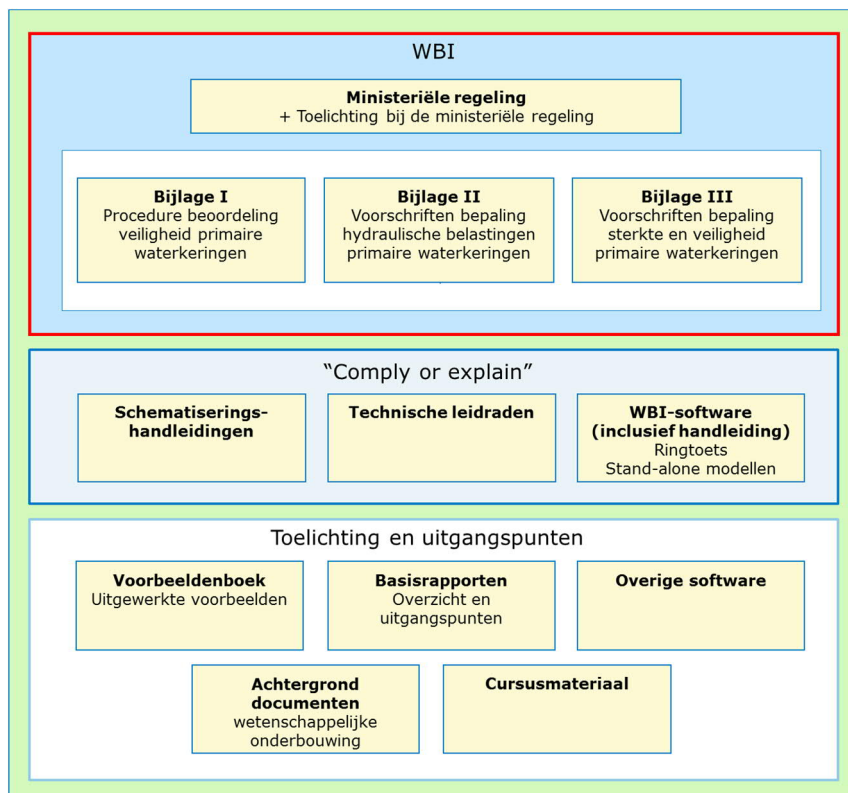 WBI
Ministeriële regeling
+ Toelichting bij de ministeriële regeling
Bijlage I
Procedure beoordeling
veiligheid primaire
waterkeringen
Bijlage II
Voorschriften bepaling
hydraulische belastingen
primaire waterkeringen
Bijlage III
Voorschriften bepaling
sterkte en veiligheid
primaire waterkeringen
“Comply or explain”
Schematiserings-
handleidingen
Technische leidraden
WBI-software
(inclusief handleiding)
Ringtoets
Stand-alone modellen
Toelichting en uitgangspunten
Voorbeeldenboek
Uitgewerkte voorbeelden
Basisrapporten
Overzicht en
uitgangspunten
Overige software
Achtergrond
documenten
wetenschappelijke
onderbouwing
Cursusmateriaal